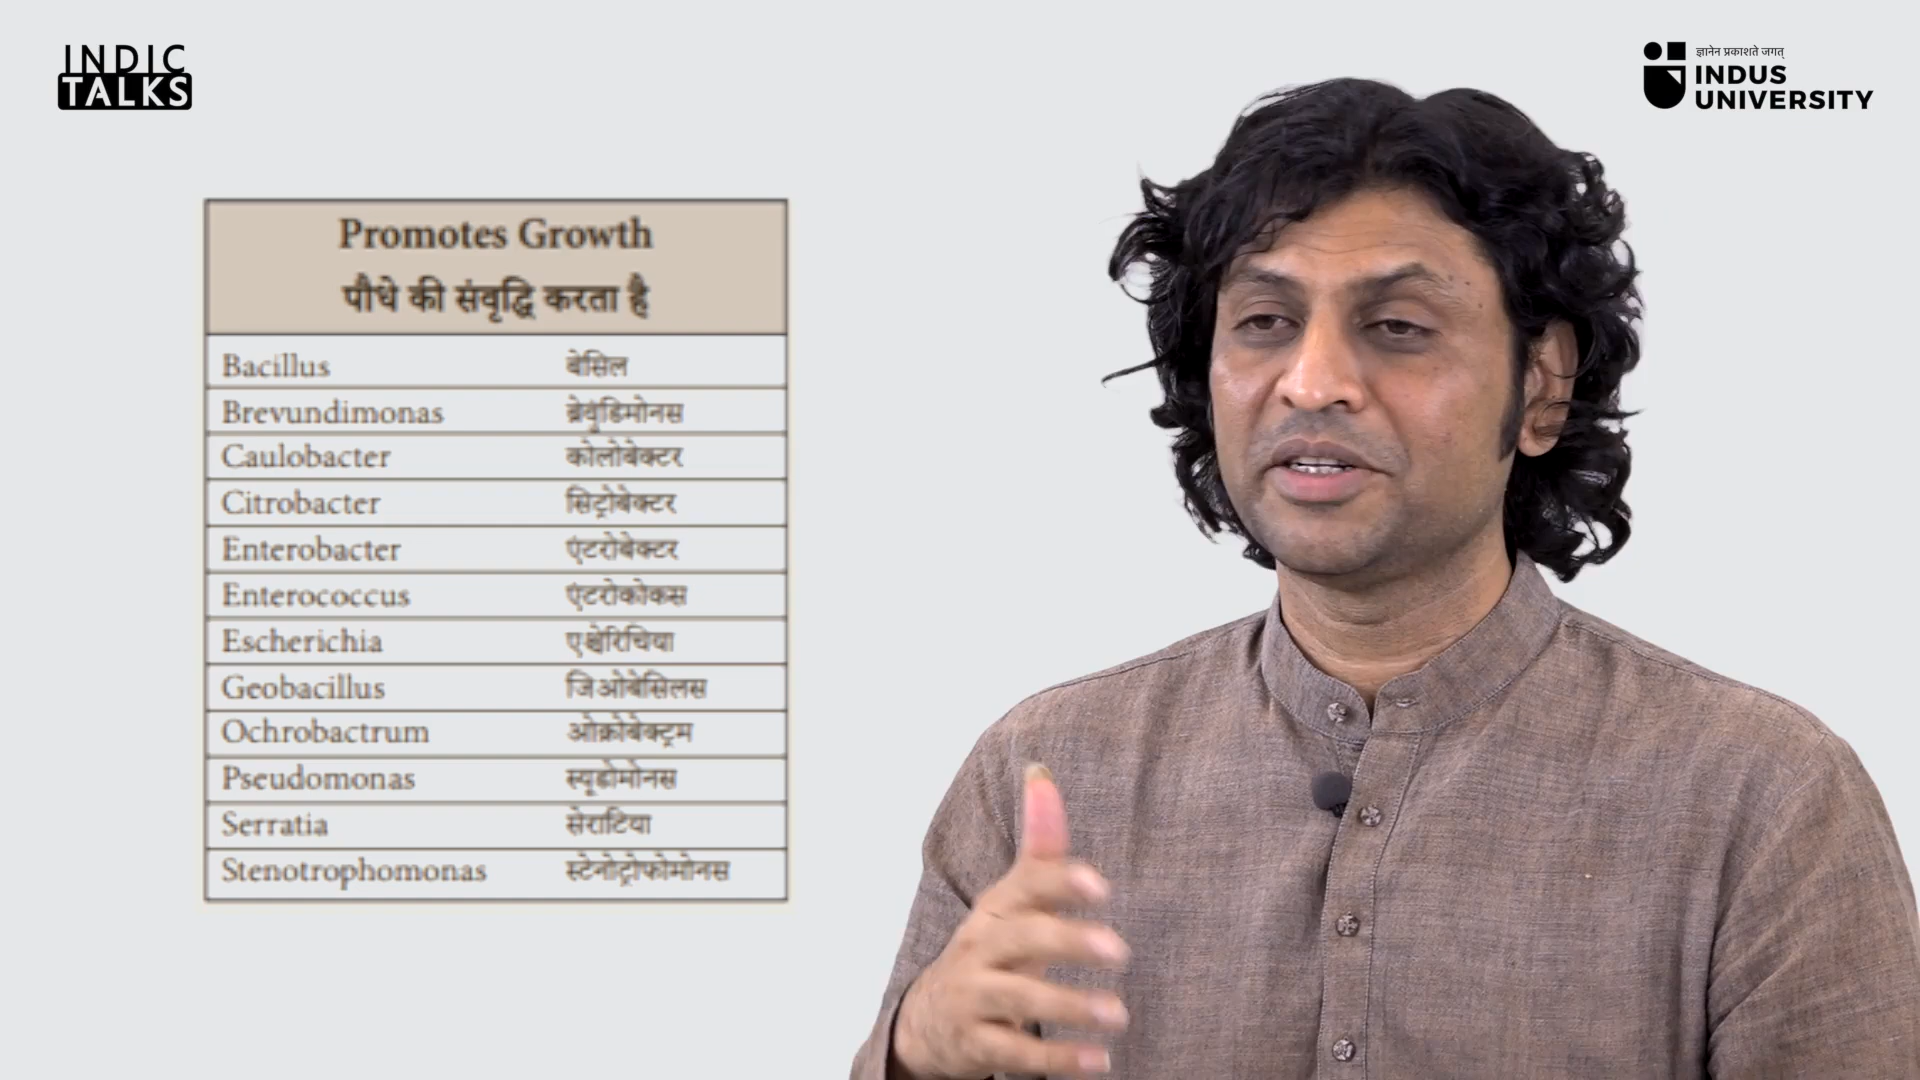 INDIC
TALKS
ज्ञानेन प्रकाशते जगत्
INDUS
UNIVERSITY
Promotes Growth
पौधे की संवृद्धि करता है
Bacillus बेसिल
Brevundimonas ब्रेवुंडिमोनस
Caulobacter कोलोबेक्टर
Citrobacter सिट्रोबेक्टर
Enterobacter एंटरोबेक्टर
Enterococcus एंटरोकोकस
Escherichia एश्चेरिचिया
Geobacillus जिओबेसिलस
Ochrobactrum ओक्रोबेक्ट्रम
Pseudomonas स्यूडोमोनस
Serratia सेराटिया
Stenotrophomonas स्टेनोट्रोफोमोनस